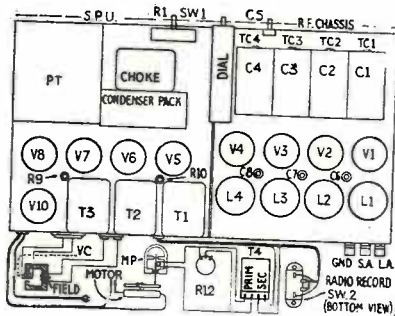 S.P.U. R1 SW1 C5 R.F. CHASSIS
TC4 TC3 TC2 TC1
PT
CHOKE
CONDENSER PACK
DIAL
C4 C3 C2 C1
V8 V7 V6 V5 V4 V3 V2 V1
R9 R10 C8 C7 C6
V10 T3 T2 T1 L4 L3 L2 L1
GND S.A. L.A.
VC MP T4 RADIO RECORD
MOTOR FIELD R12 PRIM SEC SW.2
(BOTTOM VIEW)